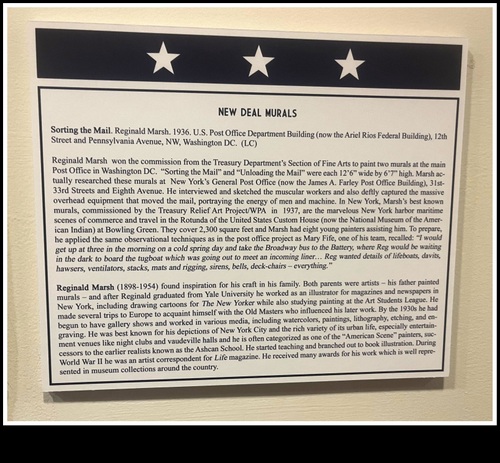 NEW DEAL MURALS
Sorting the Mail. Reginald Marsh. 1936. U.S. Post Office Department Building (now the Ariel Rios Federal Building), 12th
Street and Pennsylvania Avenue, NW, Washington DC. (LC)
Reginald Marsh won the commission from the Treasury Department's Section of Fine Arts to paint two murals at the main
Post Office in Washington DC. “Sorting the Mail” and “Unloading the Mail” were each 12'6” wide by 6'7” high. Marsh ac-
tually researched these murals at New York's General Post Office (now the James A. Farley Post Office Building), 31st-
33rd Streets and Eighth Avenue. He interviewed and sketched the muscular workers and also deftly captured the massive
overhead equipment that moved the mail, portraying the energy of men and machine. In New York, Marsh's best known
murals, commissioned by the Treasury Relief Art Project/WPA in 1937, are the marvelous New York harbor maritime
scenes of commerce and travel in the Rotunda of the United States Custom House (now the National Museum of the Amer-
ican Indian) at Bowling Green. They cover 2,300 square feet and Marsh had eight young painters assisting him. To prepare,
he applied the same observational techniques as in the post office project as Mary Fife, one of his team, recalled: “I would
get up at three in the morning on a cold spring day and take the Broadway bus to the Battery, where Reg would be waiting
in the dark to board the tugboat which was going out to meet an incoming liner… Reg wanted details of lifeboats, davits,
hawsers, ventilators, stacks, mats and rigging, sirens, bells, deck-chairs – everything.”
Reginald Marsh (1898-1954) found inspiration for his craft in his family. Both parents were artists – his father painted
murals – and after Reginald graduated from Yale University he worked as an illustrator for magazines and newspapers in
New York, including drawing cartoons for The New Yorker while also studying painting at the Art Students League. He
made several trips to Europe to acquaint himself with the Old Masters who influenced his later work. By the 1930s he had
begun to have gallery shows and worked in various media, including watercolors, paintings, lithography, etching, and en-
graving. He was best known for his depictions of New York City and the rich variety of its urban life, especially entertain-
ment venues like night clubs and vaudeville halls and he is often categorized as one of the “American Scene” painters, suc-
cessors to the earlier realists known as the Ashcan School. He started teaching and branched out to book illustration. During
World War II he was an artist correspondent for Life magazine. He received many awards for his work which is well repre-
sented in museum collections around the country.